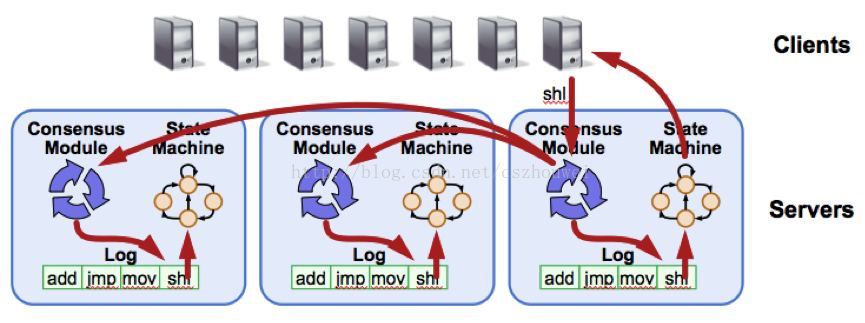 Clients
shl
Consensus Module
State Machine
Consensus Module
State Machine
Consensus Module
State Machine
Servers
Log
add jmp mov shl
Log
add jmp mov shl
Log
add jmp mov shl